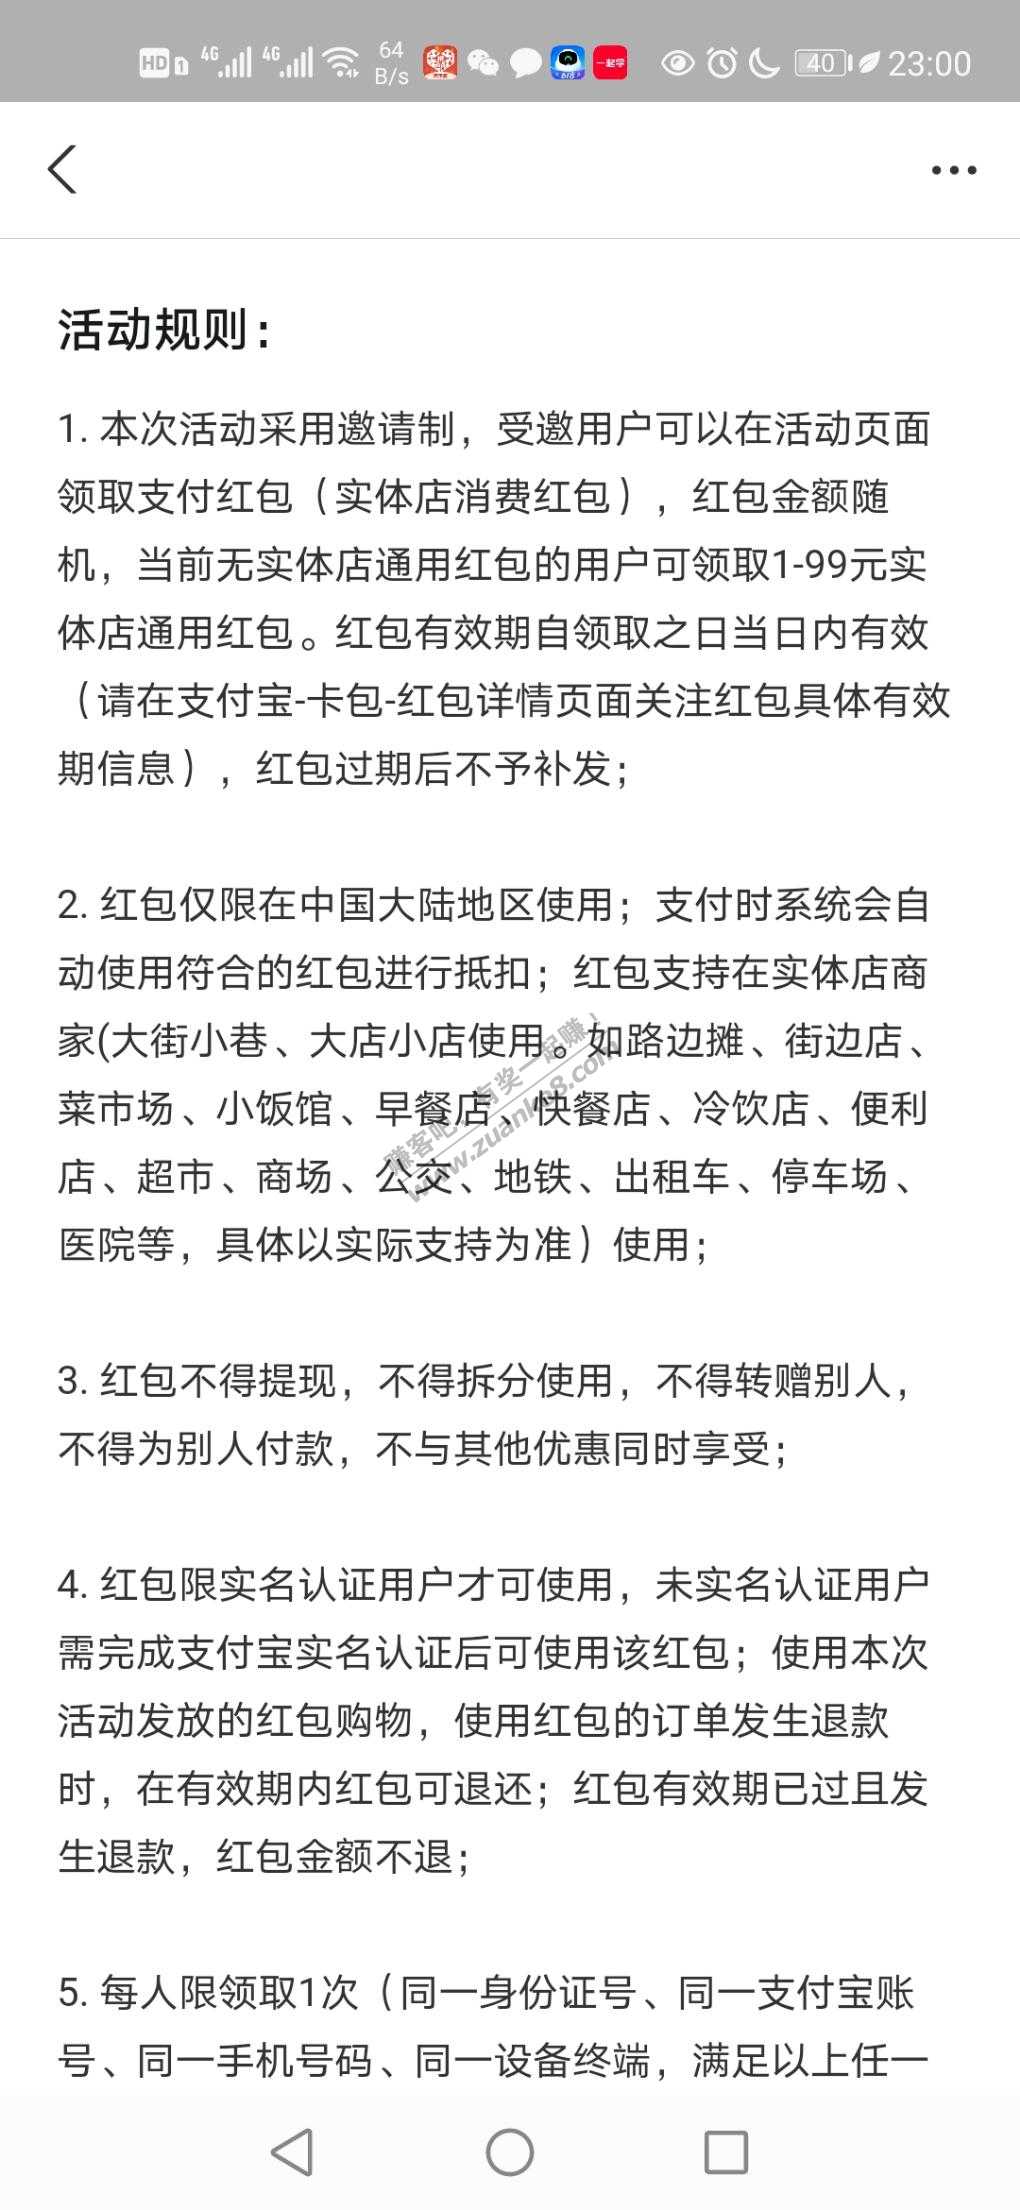 HD 1 4G 4G 64 B/s 一起学 40 23:00
活动规则：
1. 本次活动采用邀请制，受邀用户可以在活动页面
领取支付红包（实体店消费红包），红包金额随
机，当前无实体店通用红包的用户可领取1-99元实
体店通用红包。红包有效期自领取之日当日内有效
（请在支付宝-卡包-红包详情页面关注红包具体有效
期信息），红包过期后不予补发；
2. 红包仅限在中国大陆地区使用；支付时系统会自
动使用符合的红包进行抵扣；红包支持在实体店商
家(大街小巷、大店小店使用。如路边摊、街边店、
菜市场、小饭馆、早餐店、快餐店、冷饮店、便利
店、超市、商场、公交、地铁、出租车、停车场、
医院等，具体以实际支持为准）使用；
赚客吧，有奖一起赚！
www.zuanke8.com
3. 红包不得提现，不得拆分使用，不得转赠别人，
不得为别人付款，不与其他优惠同时享受；
4. 红包限实名认证用户才可使用，未实名认证用户
需完成支付宝实名认证后可使用该红包；使用本次
活动发放的红包购物，使用红包的订单发生退款
时，在有效期内红包可退还；红包有效期已过且发
生退款，红包金额不退；
5. 每人限领取1次（同一身份证号、同一支付宝账
号、同一手机号码、同一设备终端，满足以上任一